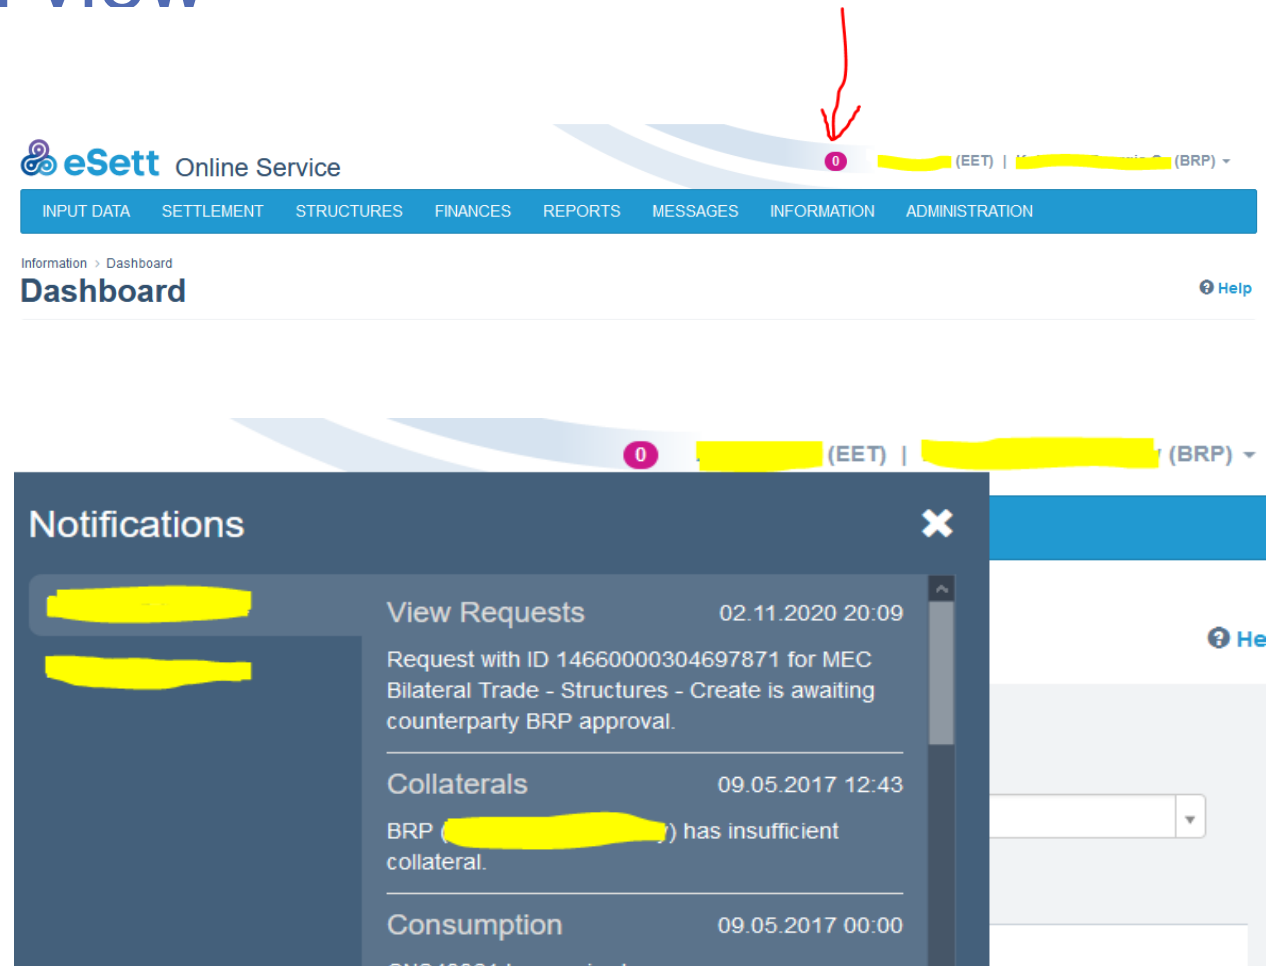 view
eSett Online Service
0
(EET) | (BRP)
INPUT DATA SETTLEMENT STRUCTURES FINANCES REPORTS MESSAGES INFORMATION ADMINISTRATION
Information > Dashboard
Dashboard
Help
0
(EET) | (BRP)
Notifications
View Requests 02.11.2020 20:09
Request with ID 14660000304697871 for MEC
Bilateral Trade - Structures - Create is awaiting
counterparty BRP approval.
He
Collaterals 09.05.2017 12:43
BRP ( ) has insufficient
collateral.
Consumption 09.05.2017 00:00